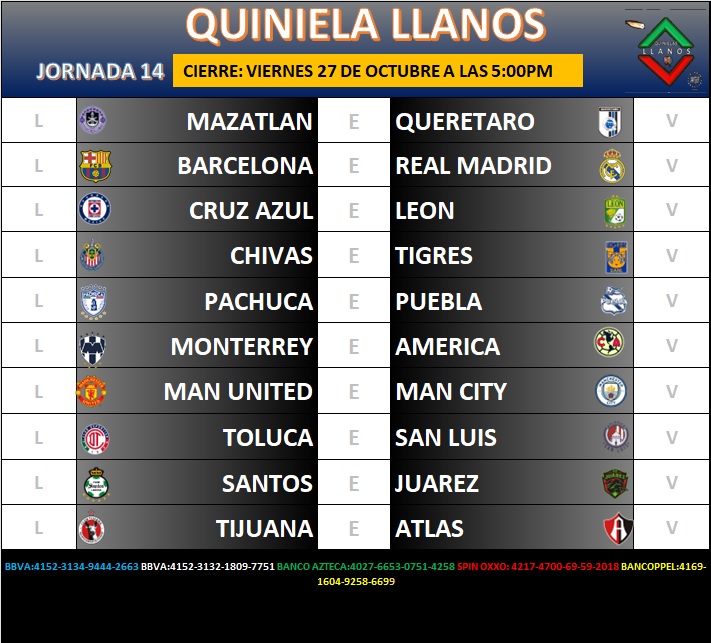 QUINIELA LLANOS
JORNADA 14 CIERRE: VIERNES 27 DE OCTUBRE A LAS 5:00PM
QUINIELAS
LLANOS
L MAZATLAN E QUERETARO V
L BARCELONA E REAL MADRID V
L CRUZ AZUL E LEON V
L CHIVAS E TIGRES V
L PACHUCA E PUEBLA V
L MONTERREY E AMERICA V
L MAN UNITED E MAN CITY V
L TOLUCA E SAN LUIS V
L SANTOS E JUAREZ V
L TIJUANA E ATLAS V
BBVA:4152-3134-9444-2663 BBVA:4152-3132-1809-7751 BANCO AZTECA:4027-6653-0751-4258 SPIN OXXO: 4217-4700-69-59-2018 BANCOPPEL:4169-
1604-9258-6699